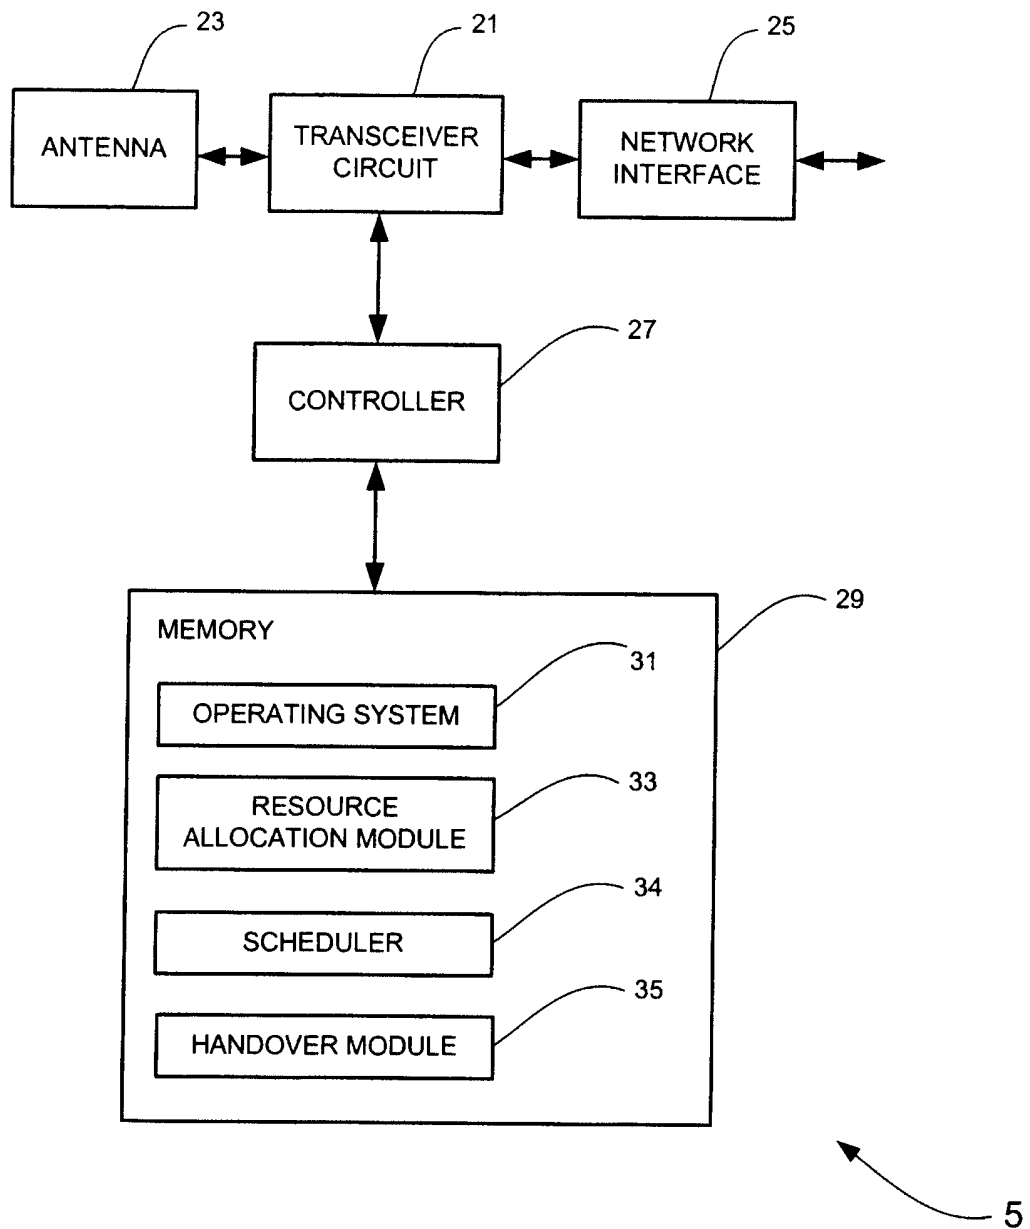 23
21
25
ANTENNA
TRANSCEIVER
CIRCUIT
NETWORK
INTERFACE
27
CONTROLLER
29
MEMORY
31
OPERATING SYSTEM
33
RESOURCE
ALLOCATION MODULE
34
SCHEDULER
35
HANDOVER MODULE
5